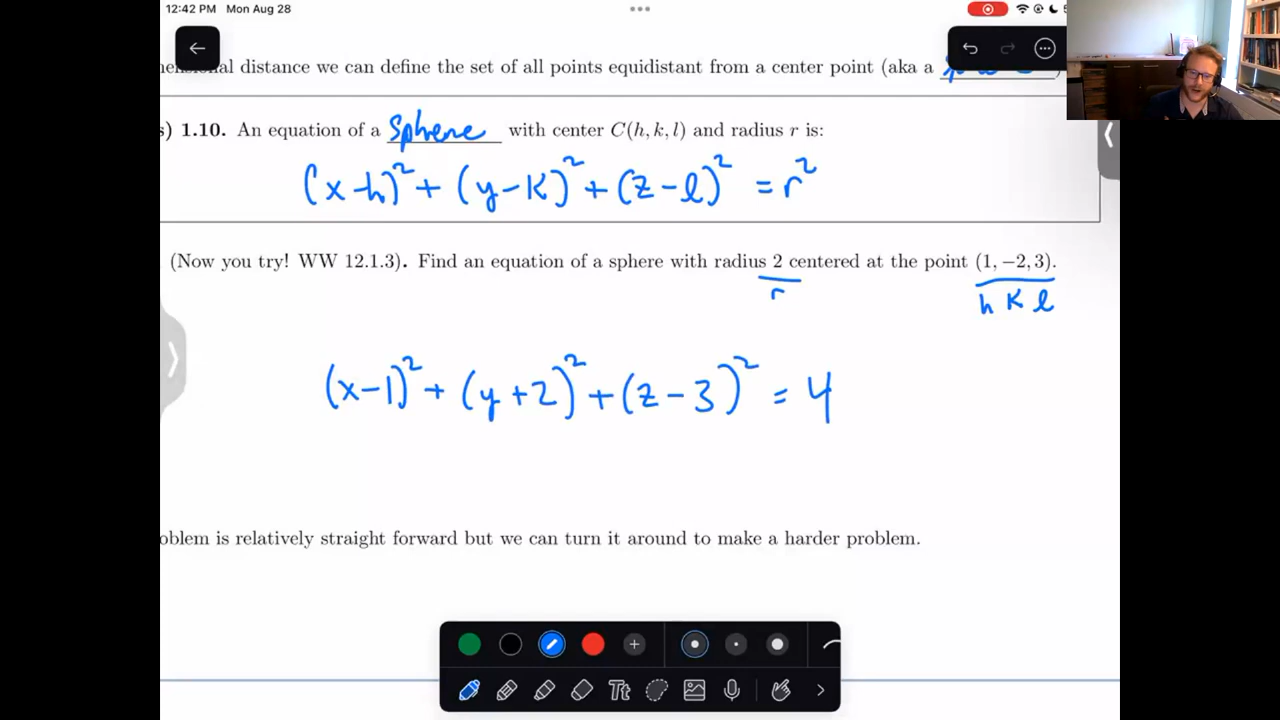 12:42 PM Mon Aug 28
dimensional distance we can define the set of all points equidistant from a center point (aka a
s) 1.10. An equation of a sphere with center C(h, k, l) and radius r is:
(x-h)² + (y-k)² + (z-l)² = r²
(Now you try! WW 12.1.3). Find an equation of a sphere with radius 2 centered at the point (1, −2, 3).
r h k l
(x-1)² + (y+2)² + (z-3)² = 4
oblem is relatively straight forward but we can turn it around to make a harder problem.
Tt